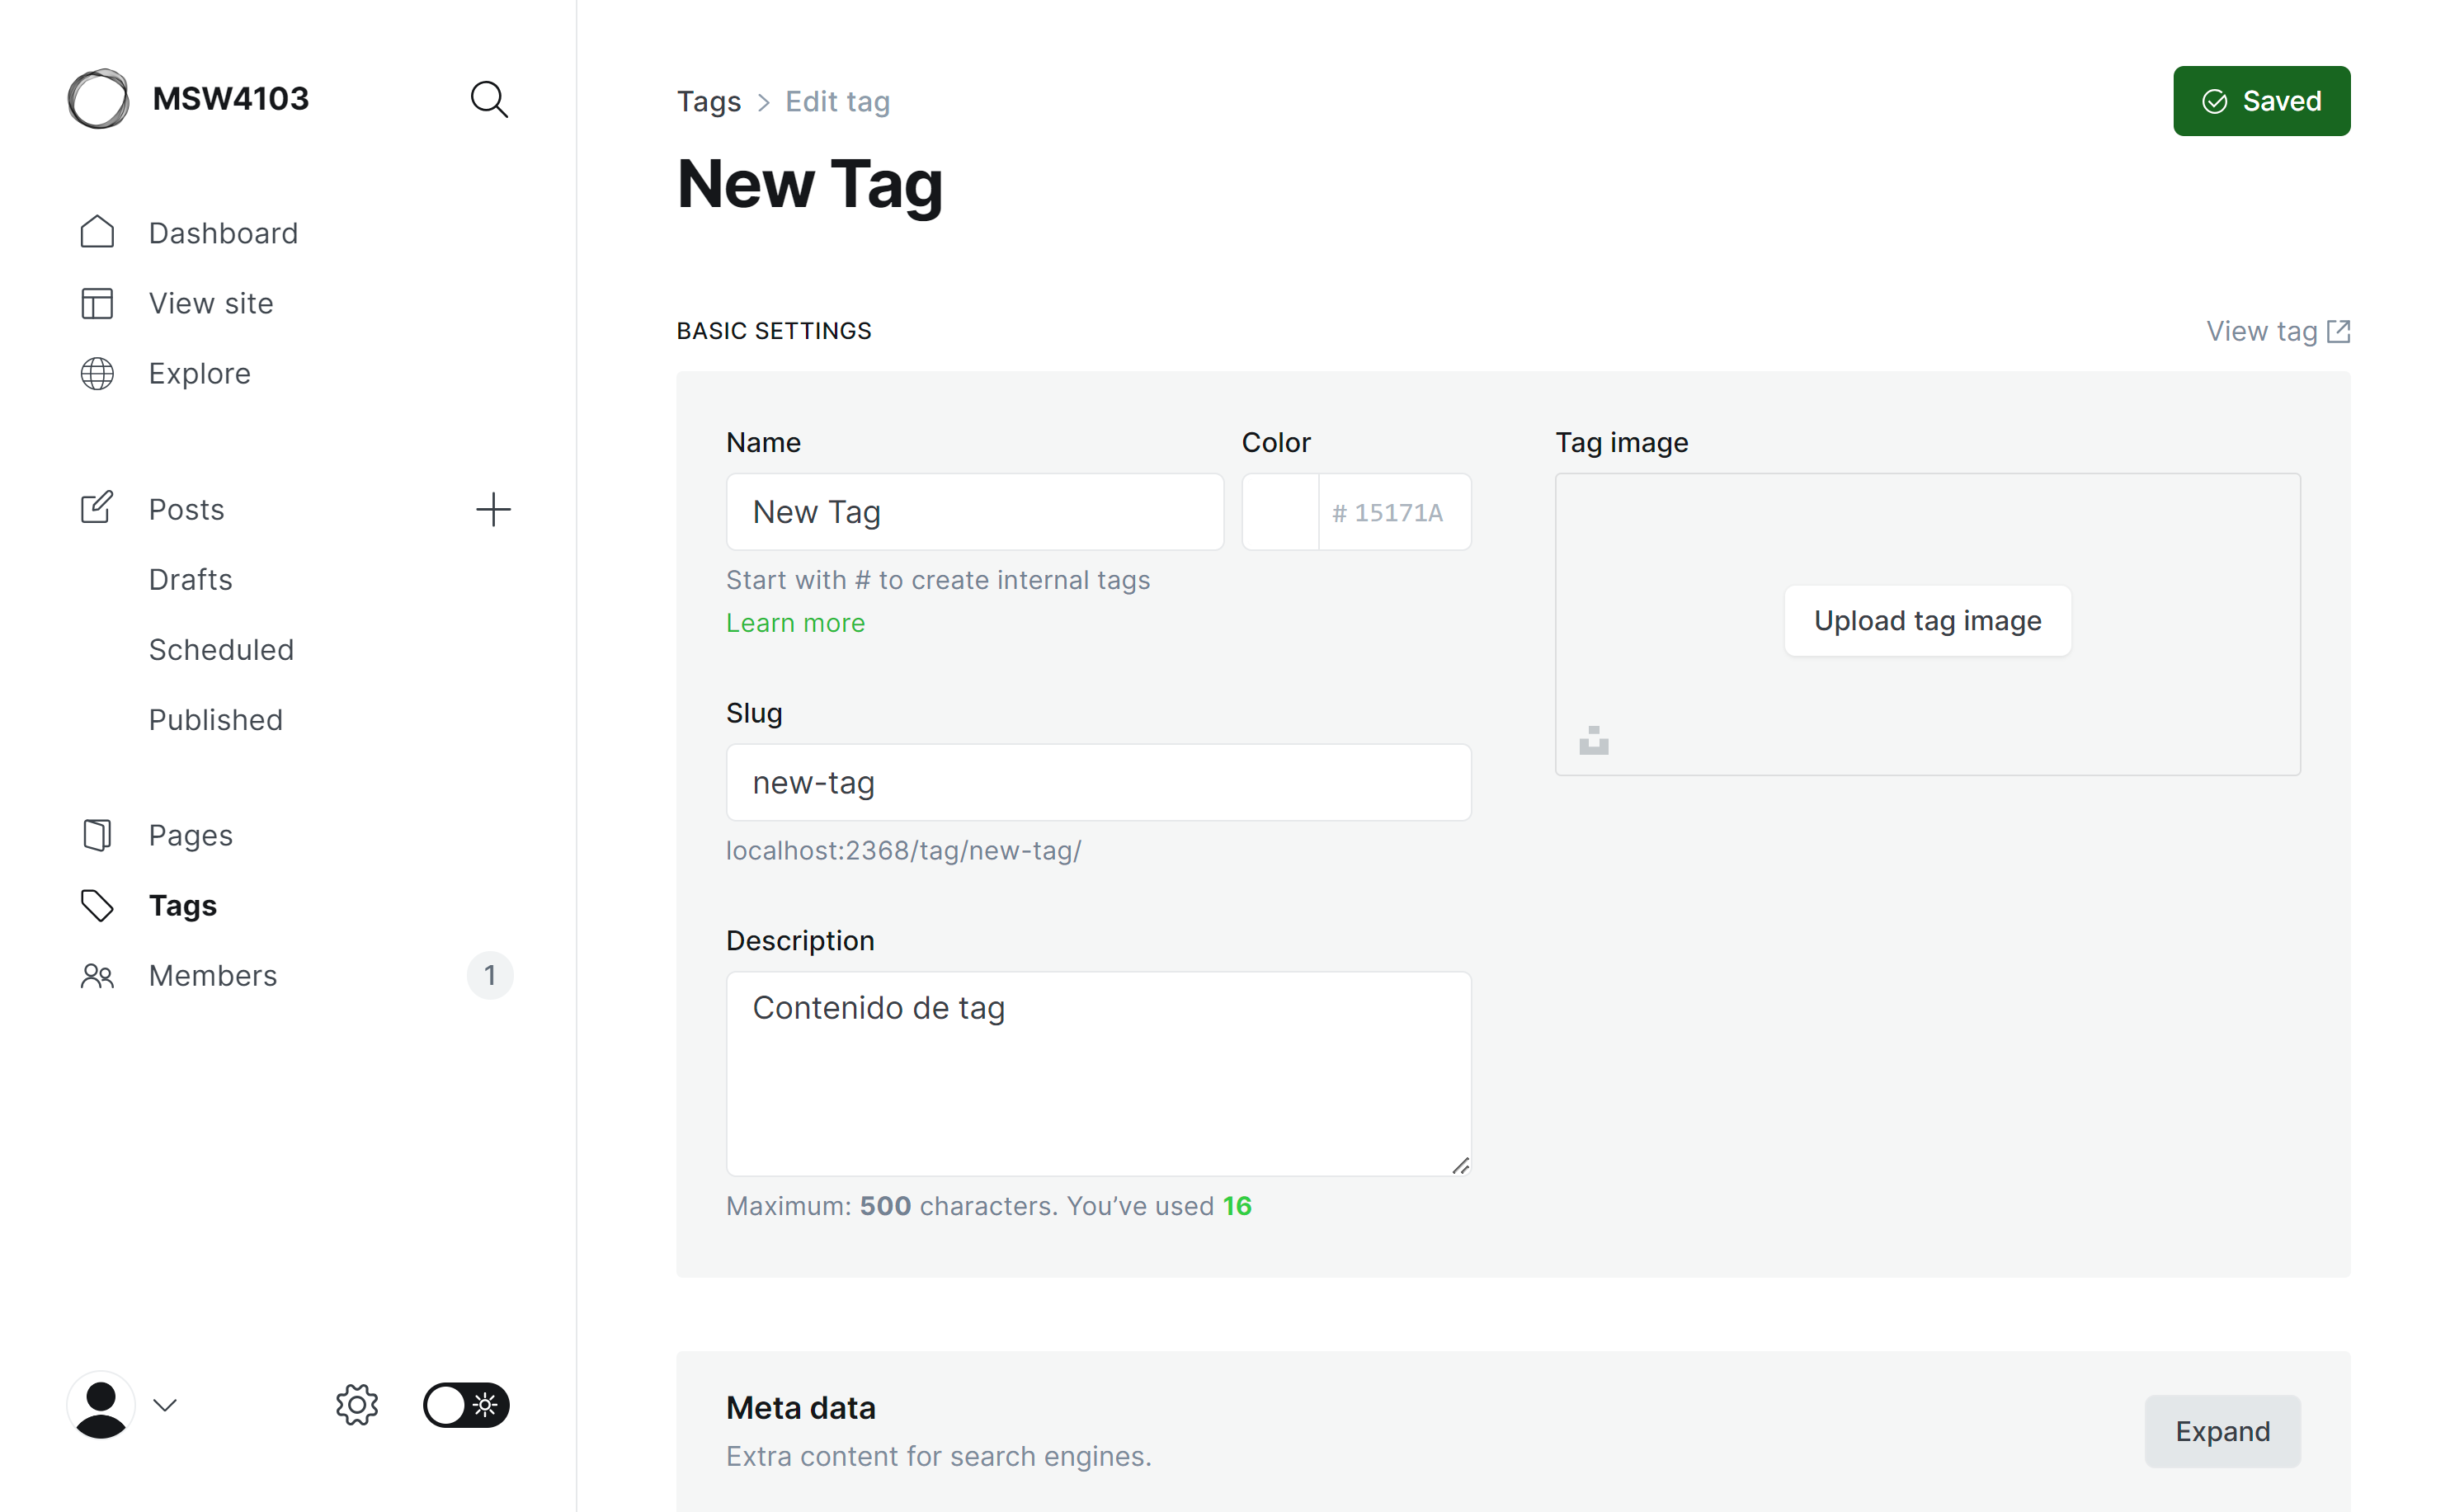 MSW4103
Dashboard
View site
Explore
Posts
Drafts
Scheduled
Published
Pages
Tags
Members 1
Tags > Edit tag
Saved
New Tag
BASIC SETTINGS
View tag
Name
New Tag
Color
# 15171A
Start with # to create internal tags
Learn more
Slug
new-tag
localhost:2368/tag/new-tag/
Description
Contenido de tag
Maximum: 500 characters. You’ve used 16
Tag image
Upload tag image
Meta data
Extra content for search engines.
Expand